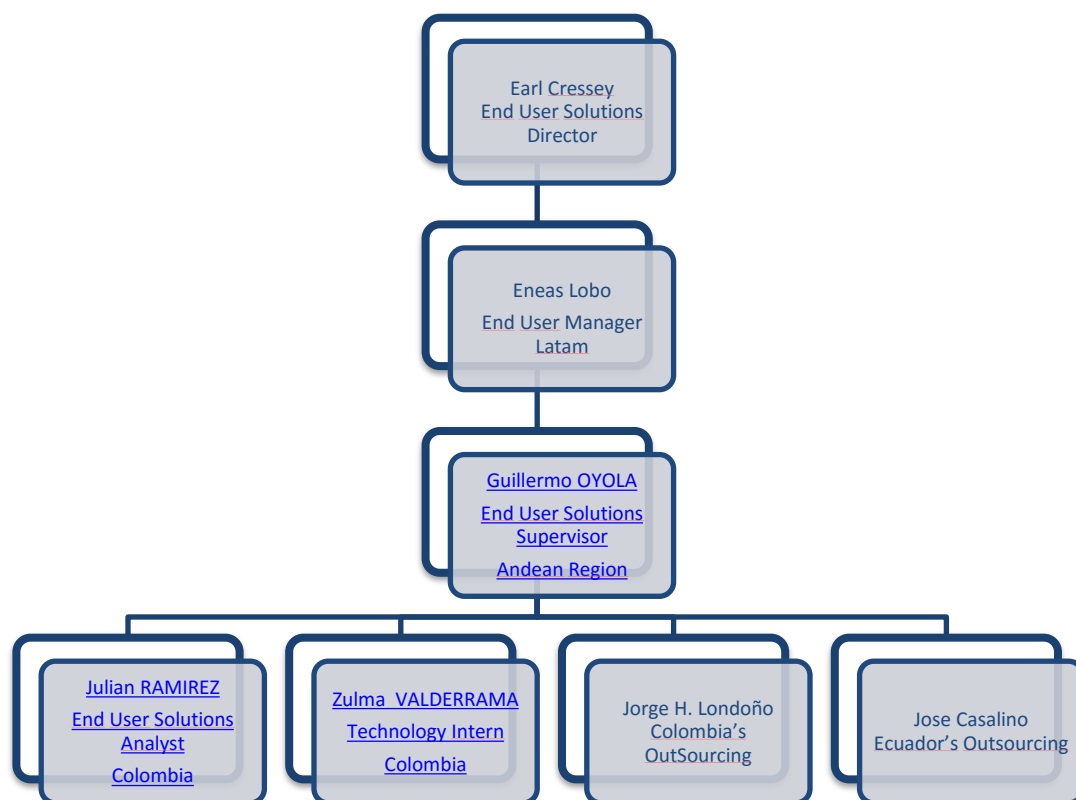 Earl Cressey
End User Solutions
Director
Eneas Lobo
End User Manager
Latam
Guillermo OYOLA
End User Solutions
Supervisor
Andean Region
Julian RAMIREZ
End User Solutions
Analyst
Colombia
Zulma  VALDERRAMA
Technology Intern
Colombia
Jorge H. Londoño
Colombia’s
OutSourcing
Jose Casalino
Ecuador’s Outsourcing